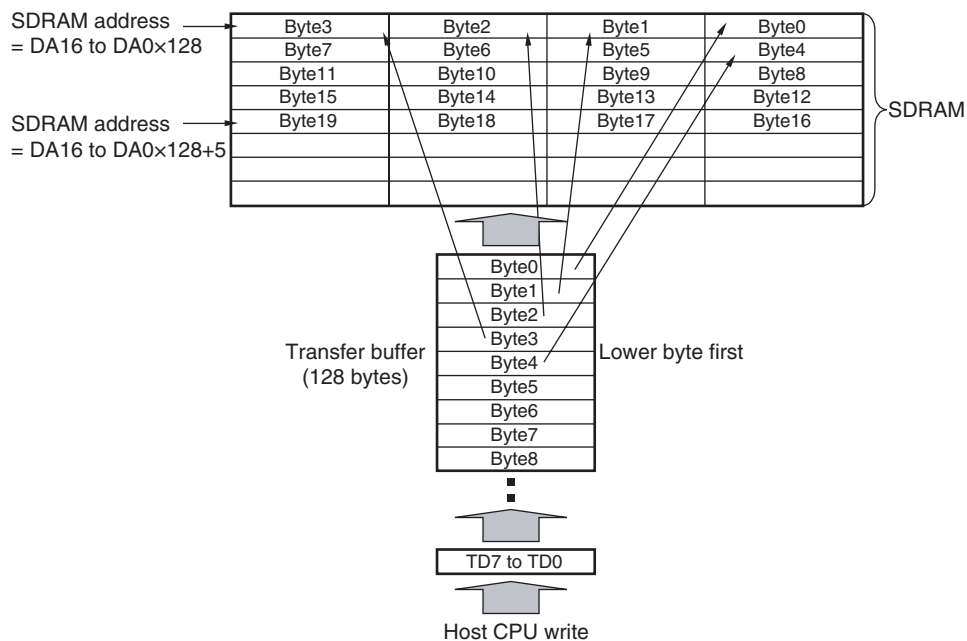 SDRAM address
= DA16 to DA0×128
Byte3 Byte2 Byte1 Byte0
Byte7 Byte6 Byte5 Byte4
Byte11 Byte10 Byte9 Byte8
Byte15 Byte14 Byte13 Byte12
Byte19 Byte18 Byte17 Byte16
SDRAM address
= DA16 to DA0×128+5
SDRAM
Byte0
Byte1
Byte2
Byte3
Byte4
Byte5
Byte6
Byte7
Byte8
Transfer buffer
(128 bytes)
Lower byte first
TD7 to TD0
Host CPU write